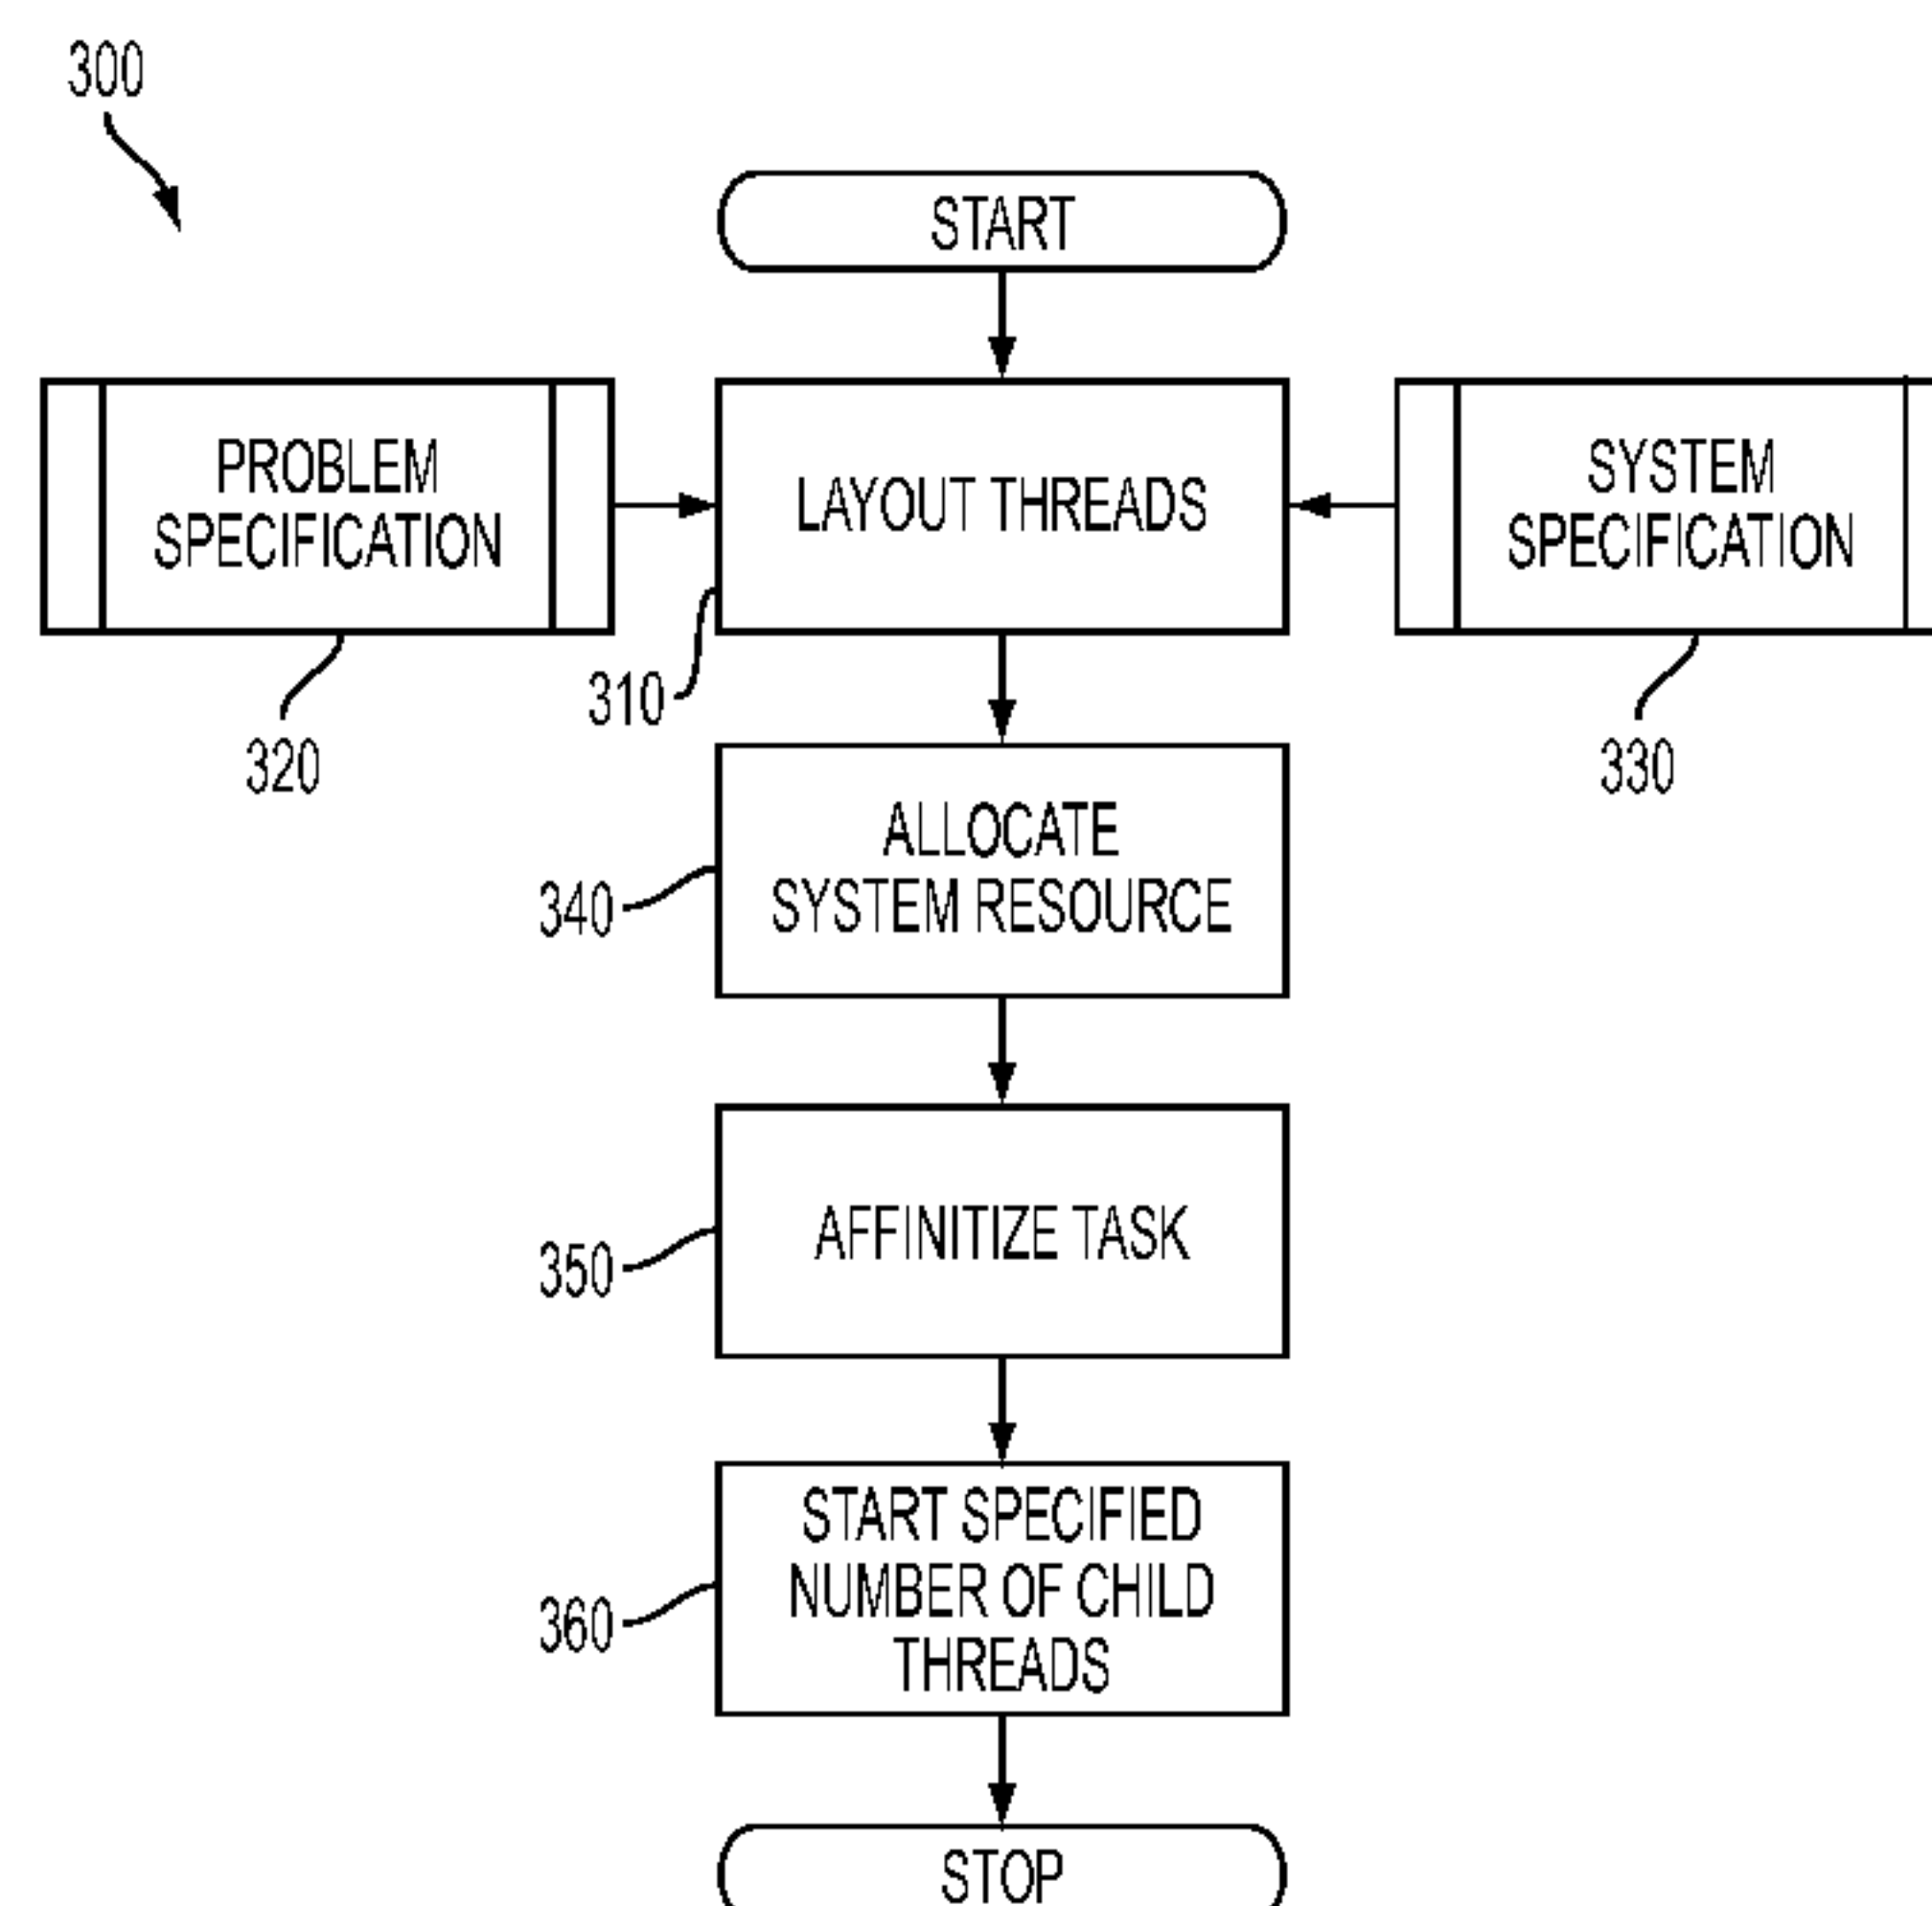 300
START
PROBLEM
SPECIFICATION
LAYOUT THREADS
SYSTEM
SPECIFICATION
310
320
330
ALLOCATE
SYSTEM RESOURCE
340
AFFINITIZE TASK
350
START SPECIFIED
NUMBER OF CHILD
THREADS
360
STOP